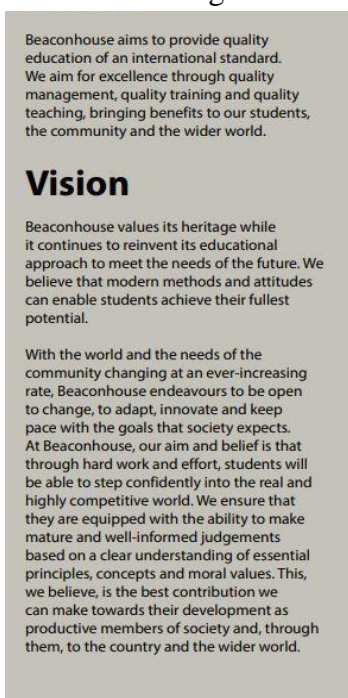 Beaconhouse aims to provide quality
education of an international standard.
We aim for excellence through quality
management, quality training and quality
teaching, bringing benefits to our students,
the community and the wider world.
Vision
Beaconhouse values its heritage while
it continues to reinvent its educational
approach to meet the needs of the future. We
believe that modern methods and attitudes
can enable students achieve their fullest
potential.
With the world and the needs of the
community changing at an ever-increasing
rate, Beaconhouse endeavours to be open
to change, to adapt, innovate and keep
pace with the goals that society expects.
At Beaconhouse, our aim and belief is that
through hard work and effort, students will
be able to step confidently into the real and
highly competitive world. We ensure that
they are equipped with the ability to make
mature and well-informed judgements
based on a clear understanding of essential
principles, concepts and moral values. This,
we believe, is the best contribution we
can make towards their development as
productive members of society and, through
them, to the country and the wider world.